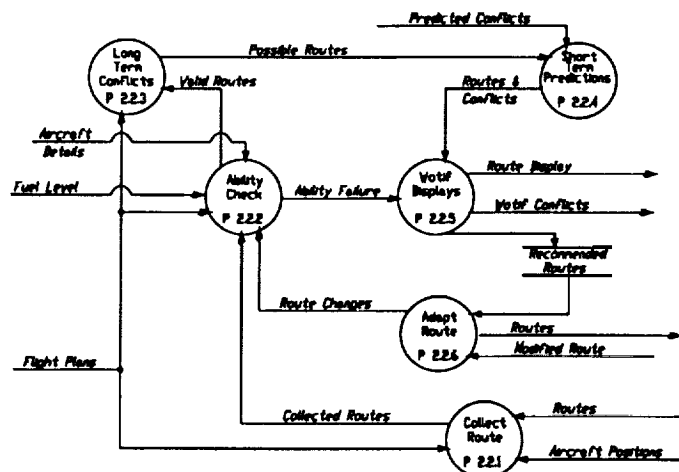 Predicted Conflicts
Long
Term
Conflicts
P 2.2.3
Possible Routes
Short
Term
Predictions
P 2.2.4
Valid Routes
Routes &
Conflicts
Aircraft
Details
Fuel Level
Ability
Check
P 2.2.2
Ability Failure
Wotif
Displays
P 2.2.5
Route Display
Wotif Conflicts
Recommended
Routes
Route Changes
Adapt
Route
P 2.2.6
Routes
Modified Route
Flight Plans
Collected Routes
Collect
Route
P 2.2.1
Routes
Aircraft Positions